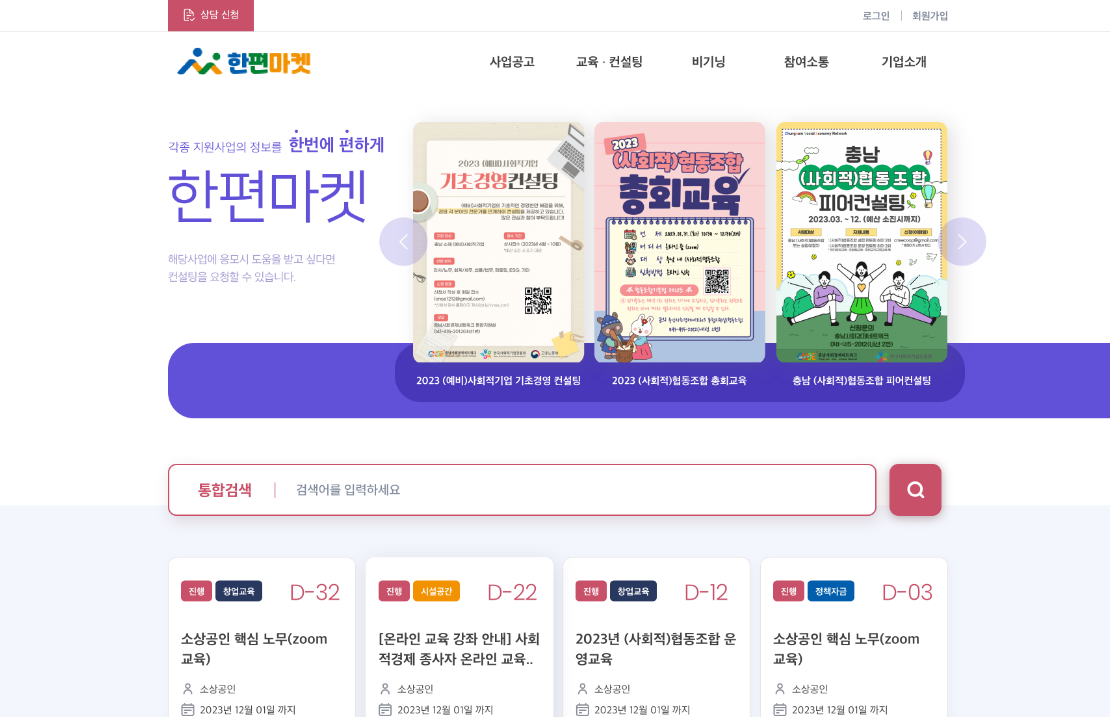 상담 신청
로그인 | 회원가입
한편마켓
사업공고
교육 · 컨설팅
비기닝
참여소통
기업소개
각종 지원사업의 정보를 한번에 편하게
한편마켓
해당사업에 응모시 도움을 받고 싶다면
컨설팅을 요청할 수 있습니다.
2023 (예비)사회적기업
기초경영컨설팅
2023
(사회적)협동조합
총회교육
충남
(사회적)협동조합
피어컨설팅
2023.03. ~ 12. (예산 소진시까지)
신청문의
2023 (예비)사회적기업 기초경영 컨설팅
2023 (사회적)협동조합 총회교육
충남 (사회적)협동조합 피어컨설팅
통합검색 | 검색어를 입력하세요
진행 창업교육 D-32
소상공인 핵심 노무(zoom
교육)
소상공인
2023년 12월 01일 까지
진행 시설공간 D-22
[온라인 교육 강좌 안내] 사회
적경제 종사자 온라인 교육..
소상공인
2023년 12월 01일 까지
진행 창업교육 D-12
2023년 (사회적)협동조합 운
영교육
소상공인
2023년 12월 01일 까지
진행 정책자금 D-03
소상공인 핵심 노무(zoom
교육)
소상공인
2023년 12월 01일 까지